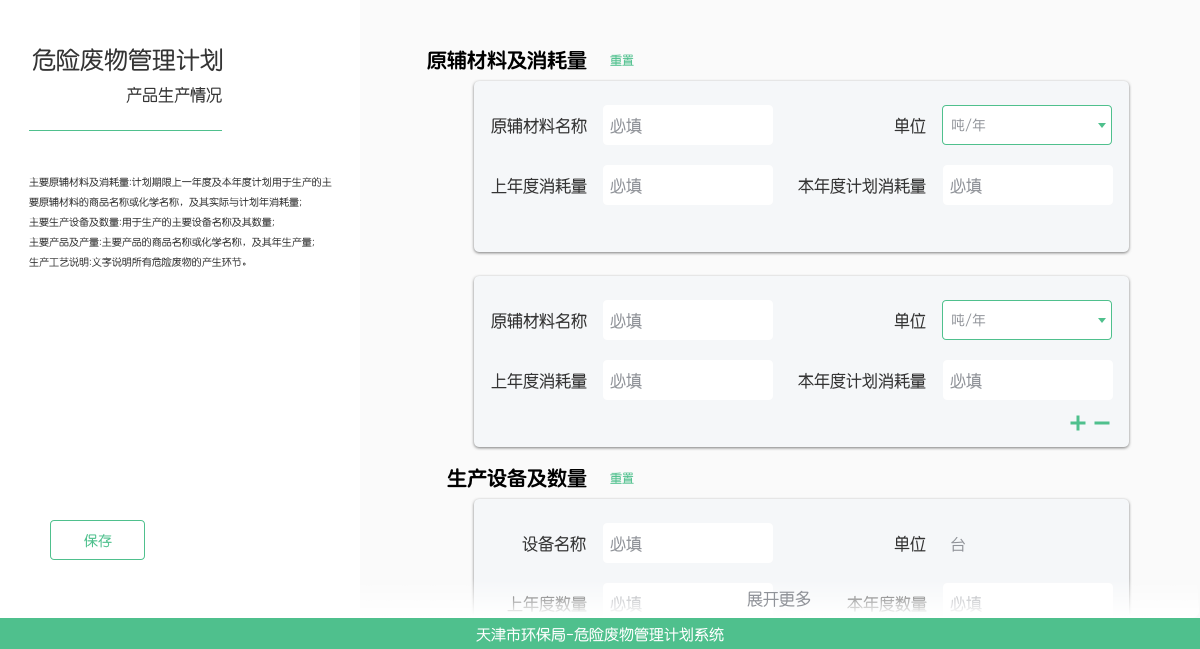 危险废物管理计划
产品生产情况
主要原辅材料及消耗量:计划期限上一年度及本年度计划用于生产的主
要原辅材料的商品名称或化学名称，及其实际与计划年消耗量;
主要生产设备及数量:用于生产的主要设备名称及其数量;
主要产品及产量:主要产品的商品名称或化学名称，及其年生产量;
生产工艺说明:文字说明所有危险废物的产生环节。
保存
原辅材料及消耗量 重置
原辅材料名称 必填 单位 吨/年
上年度消耗量 必填 本年度计划消耗量 必填
原辅材料名称 必填 单位 吨/年
上年度消耗量 必填 本年度计划消耗量 必填
生产设备及数量 重置
设备名称 必填 单位 台
上年度数量 必填 展开更多 本年度数量 必填
天津市环保局-危险废物管理计划系统